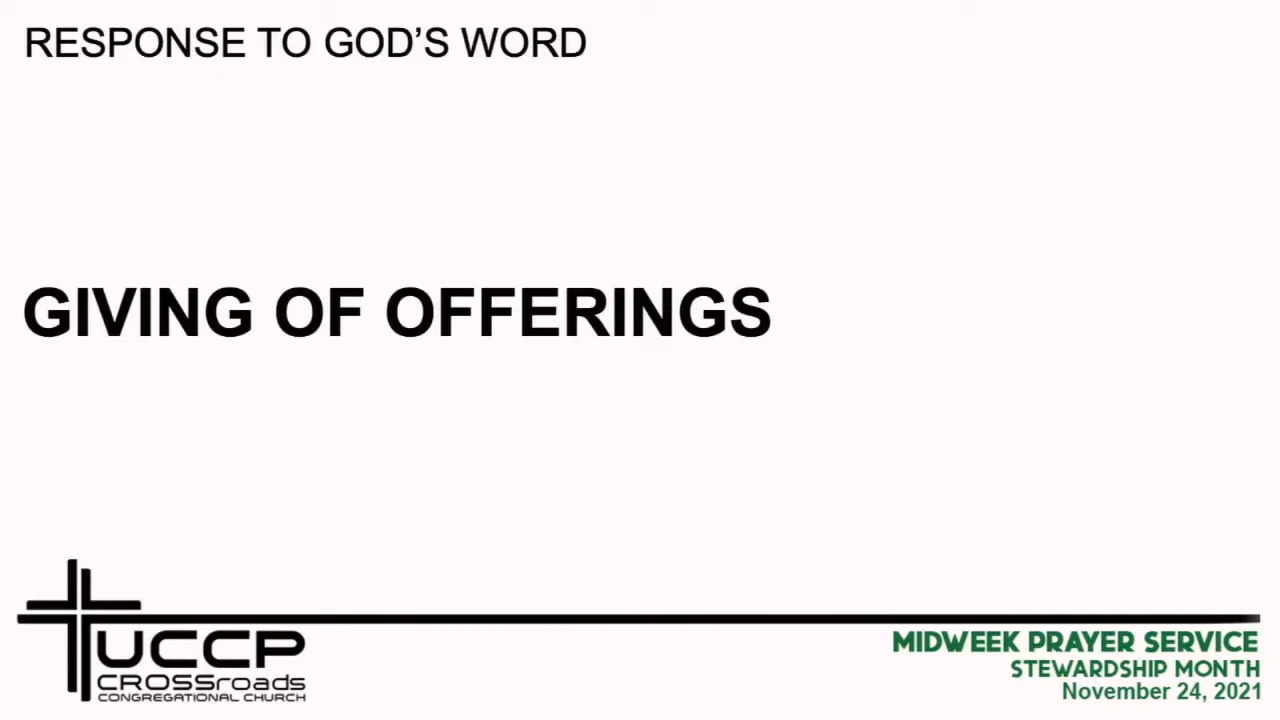 RESPONSE TO GOD’S WORD
GIVING OF OFFERINGS
UCCP
CROSSroads
CONGREGATIONAL CHURCH
MIDWEEK PRAYER SERVICE
STEWARDSHIP MONTH
November 24, 2021